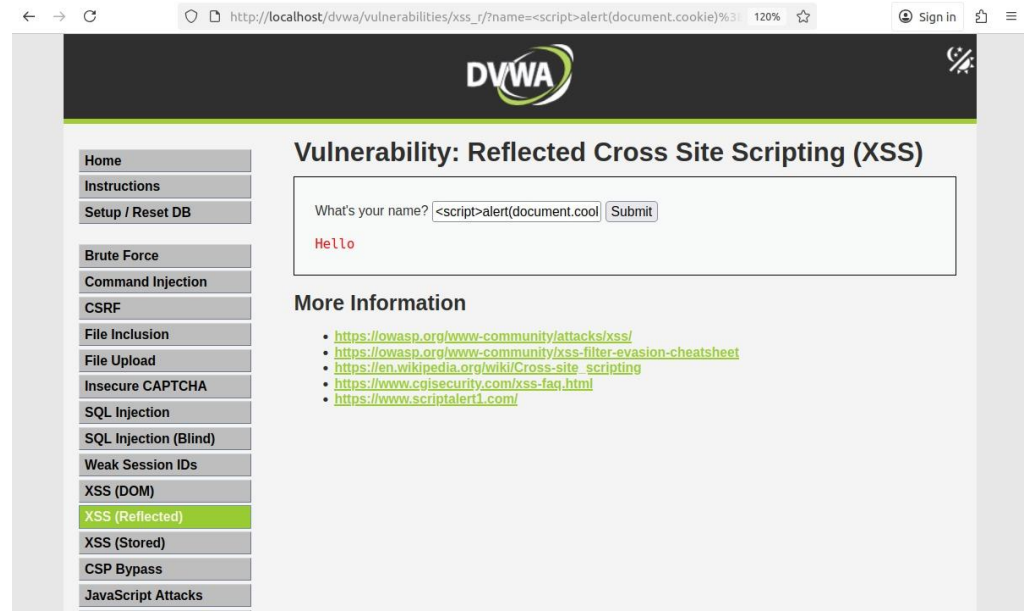 http://localhost/dvwa/vulnerabilities/xss_r/?name=<script>alert(document.cookie)%3 120% Sign in
DVWA
Home
Instructions
Setup / Reset DB
Brute Force
Command Injection
CSRF
File Inclusion
File Upload
Insecure CAPTCHA
SQL Injection
SQL Injection (Blind)
Weak Session IDs
XSS (DOM)
XSS (Reflected)
XSS (Stored)
CSP Bypass
JavaScript Attacks
Vulnerability: Reflected Cross Site Scripting (XSS)
What's your name? <script>alert(document.cool Submit
Hello
More Information
https://owasp.org/www-community/attacks/xss/
https://owasp.org/www-community/xss-filter-evasion-cheatsheet
https://en.wikipedia.org/wiki/Cross-site_scripting
https://www.cgisecurity.com/xss-faq.html
https://www.scriptalert1.com/